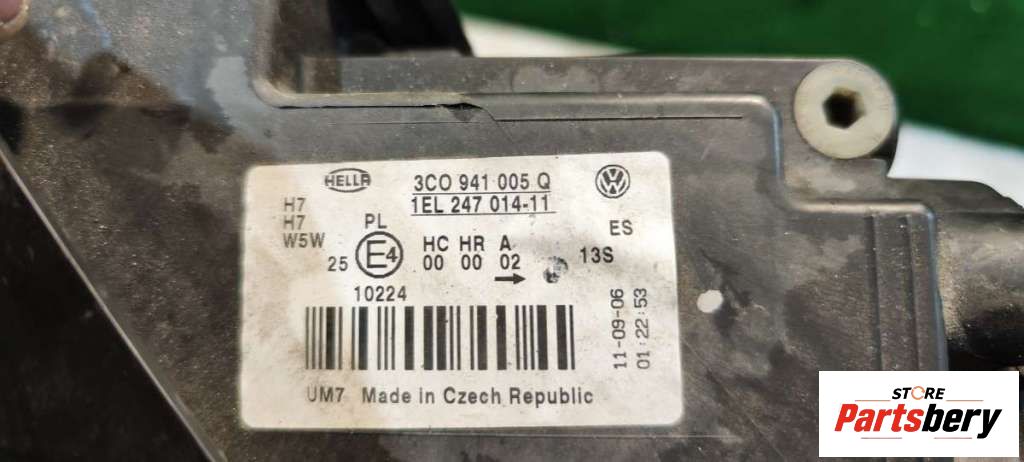 HELLA 3C0 941 005 Q
1EL 247 014-11
H7
H7
W5W
PL ES
HC HR A
25 E4 00 00 02 13S
10224
11-09-06
01:22:53
UM7 Made in Czech Republic
STORE
Partsbery